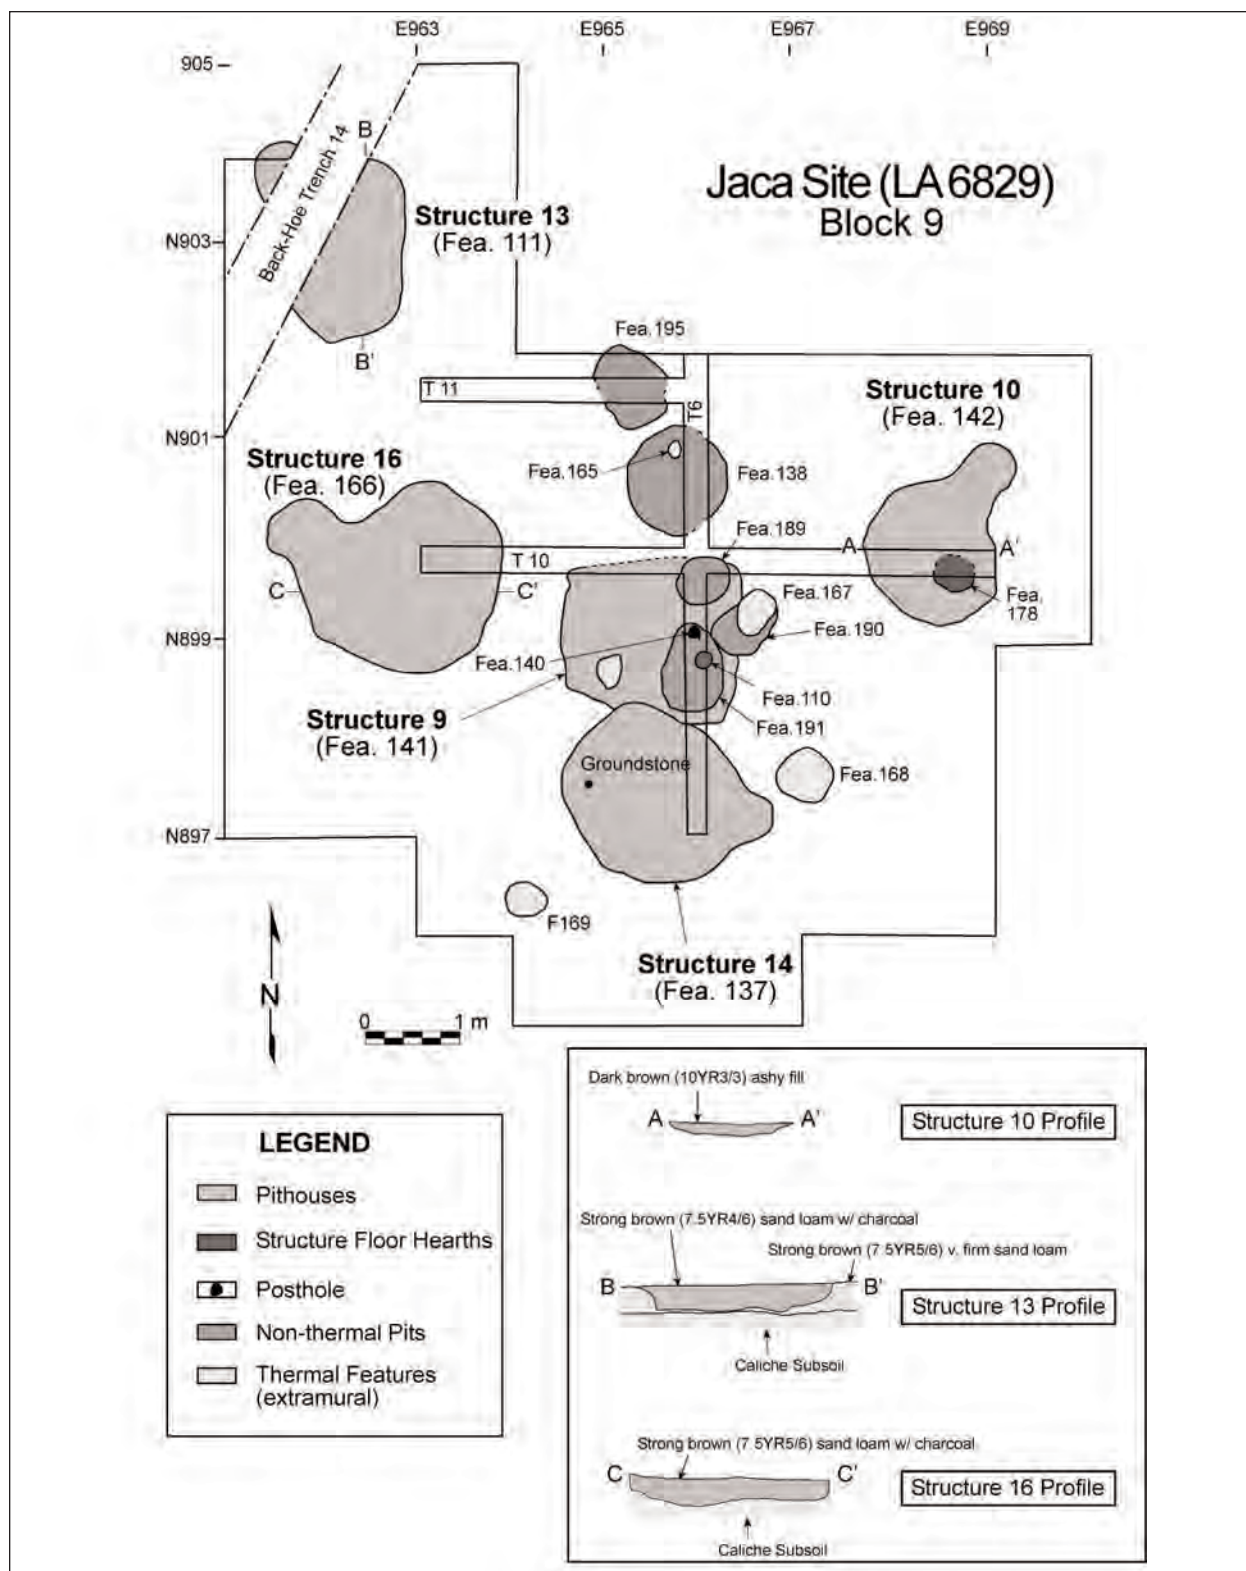 E963 E965 E967 E969
905
Back-Hoe Trench 14
B
Jaca Site (LA 6829)
Block 9
Structure 13
(Fea. 111)
N903
B'
Fea.195
T 11
T6
Structure 10
(Fea. 142)
N901
Structure 16
(Fea. 166)
Fea.165
Fea.138
Fea.189
A A'
T 10
C C'
Fea.167
Fea,
178
N899
Fea.190
Fea.140
Fea.110
Structure 9
(Fea. 141)
Fea.191
Groundstone
Fea.168
N897
F169
Structure 14
(Fea. 137)
N
0 1 m
LEGEND
Pithouses
Structure Floor Hearths
Posthole
Non-thermal Pits
Thermal Features
(extramural)
Dark brown (10YR3/3) ashy fill
A A'
Structure 10 Profile
Strong brown (7.5YR4/6) sand loam w/ charcoal
Strong brown (7 5YR5/6) v. firm sand loam
B B'
Structure 13 Profile
Caliche Subsoil
Strong brown (7 5YR5/6) sand loam w/ charcoal
C C'
Structure 16 Profile
Caliche Subsoil